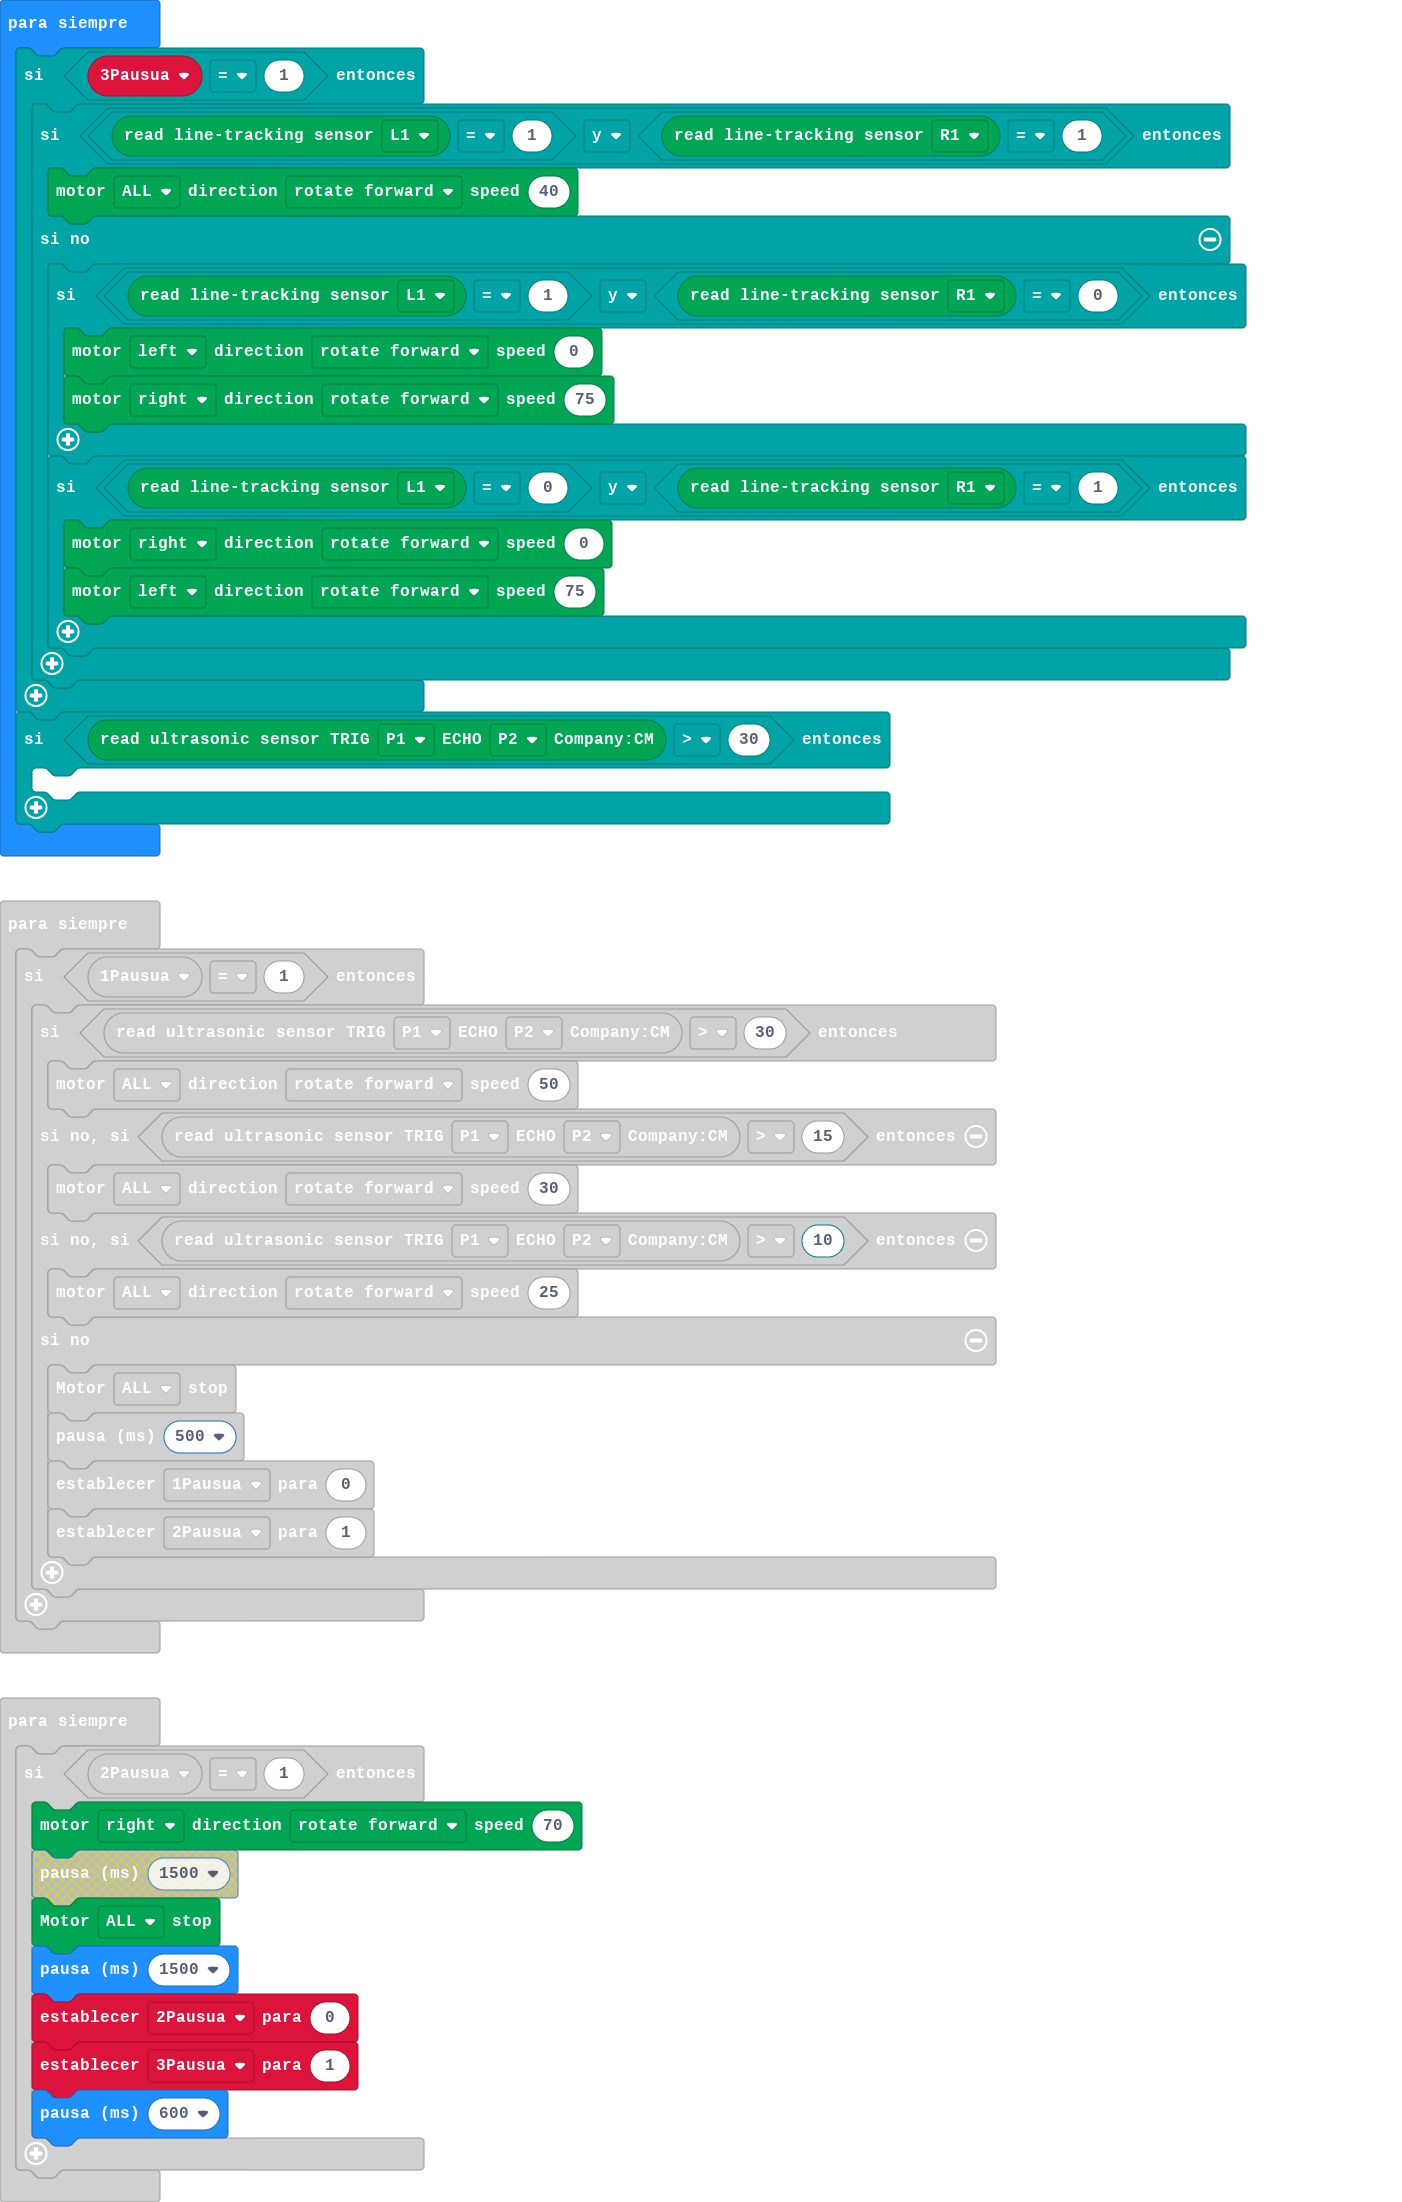 para siempre
si 3Pausua = 1 entonces
si read line-tracking sensor L1 = 1 y read line-tracking sensor R1 = 1 entonces
motor ALL direction rotate forward speed 40
si no
si read line-tracking sensor L1 = 1 y read line-tracking sensor R1 = 0 entonces
motor left direction rotate forward speed 0
motor right direction rotate forward speed 75
si read line-tracking sensor L1 = 0 y read line-tracking sensor R1 = 1 entonces
motor right direction rotate forward speed 0
motor left direction rotate forward speed 75
si read ultrasonic sensor TRIG P1 ECHO P2 Company:CM > 30 entonces
para siempre
si 1Pausua = 1 entonces
si read ultrasonic sensor TRIG P1 ECHO P2 Company:CM > 30 entonces
motor ALL direction rotate forward speed 50
si no, si read ultrasonic sensor TRIG P1 ECHO P2 Company:CM > 15 entonces
motor ALL direction rotate forward speed 30
si no, si read ultrasonic sensor TRIG P1 ECHO P2 Company:CM > 10 entonces
motor ALL direction rotate forward speed 25
si no
Motor ALL stop
pausa (ms) 500
establecer 1Pausua para 0
establecer 2Pausua para 1
para siempre
si 2Pausua = 1 entonces
motor right direction rotate forward speed 70
pausa (ms) 1500
Motor ALL stop
pausa (ms) 1500
establecer 2Pausua para 0
establecer 3Pausua para 1
pausa (ms) 600